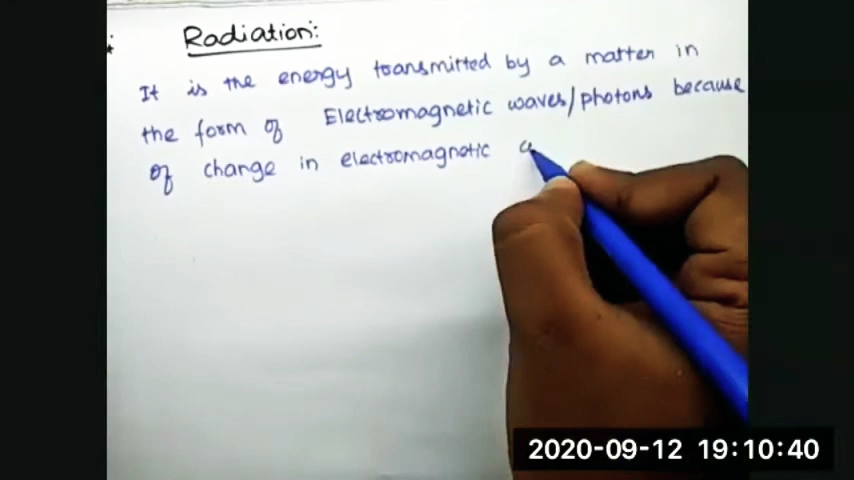 Radiation:
It is the energy transmitted by a matter in
the form of Electromagnetic waves/photons because
of change in electromagnetic
2020-09-12 19:10:40